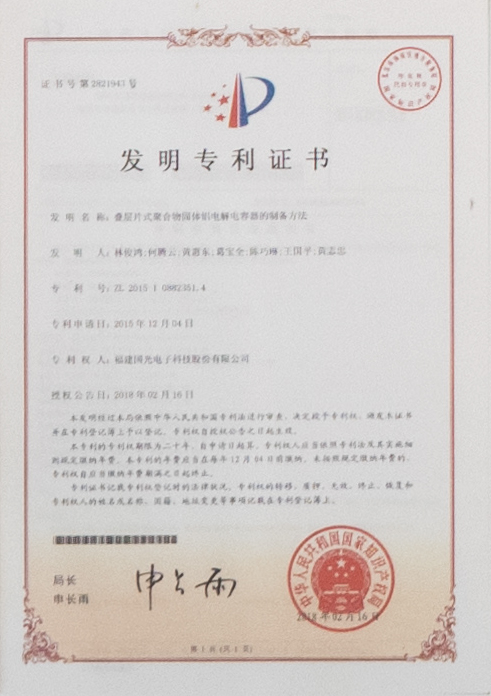 证书号第2821947号
发明专利证书
发明名称：叠层片式聚合物固体铝电解电容器的制备方法
发明人：林俊鸿;何腾云;黄惠东;葛宝全;陈巧琳;王国平;黄志忠
专利号：ZL 2015 1 0882351.4
专利申请日：2015年12月04日
专利权人：福建国光电子科技股份有限公司
授权公告日：2018年02月16日
本发明经过本局依照中华人民共和国专利法进行审查，决定授予专利权，颁发本证书
并在专利登记簿上予以登记。专利权自授权公告之日起生效。
本专利的专利权期限为二十年，自申请日起算。专利权人应当依照专利法及其实施细
则规定缴纳年费。本专利的年费应当在每年12月04日前缴纳。未按照规定缴纳年费的，
专利权自应当缴纳年费期满之日起终止。
专利证书记载专利权登记时的法律状况。专利权的转移、质押、无效、终止、恢复和
专利权人的姓名或名称、国籍、地址变更等事项记载在专利登记簿上。
局长
申长雨
申长雨
中华人民共和国国家知识产权局
2018年02月16日
第1页(共1页)